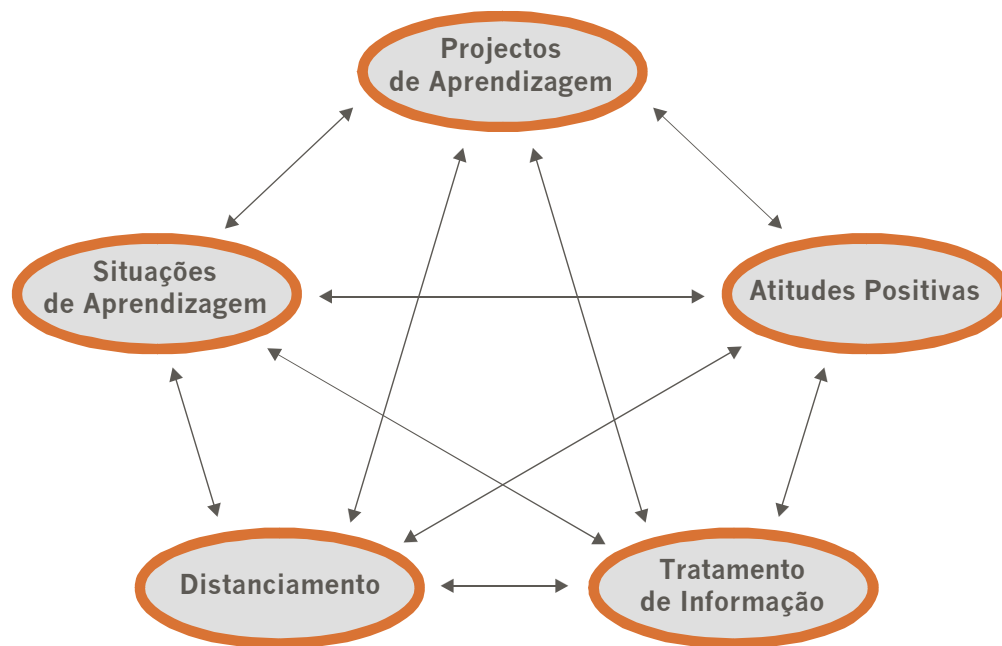 Projectos
de Aprendizagem
Situações
de Aprendizagem
Atitudes Positivas
Distanciamento
Tratamento
de Informação